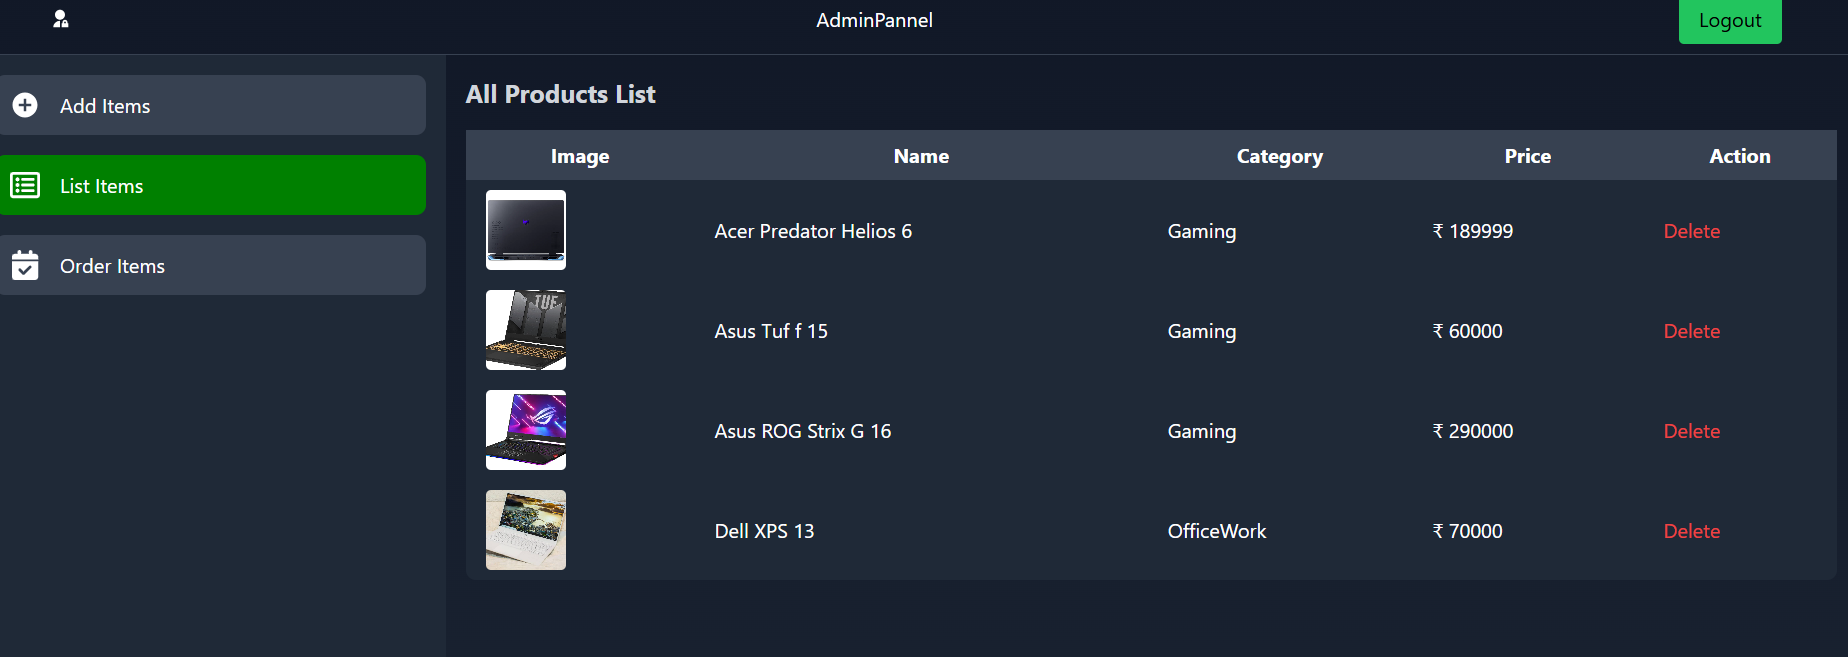 AdminPannel
Logout
Add Items
List Items
Order Items
All Products List
Image Name Category Price Action
Acer Predator Helios 6 Gaming ₹ 189999 Delete
TUF
Asus Tuf f 15 Gaming ₹ 60000 Delete
Asus ROG Strix G 16 Gaming ₹ 290000 Delete
Dell XPS 13 OfficeWork ₹ 70000 Delete